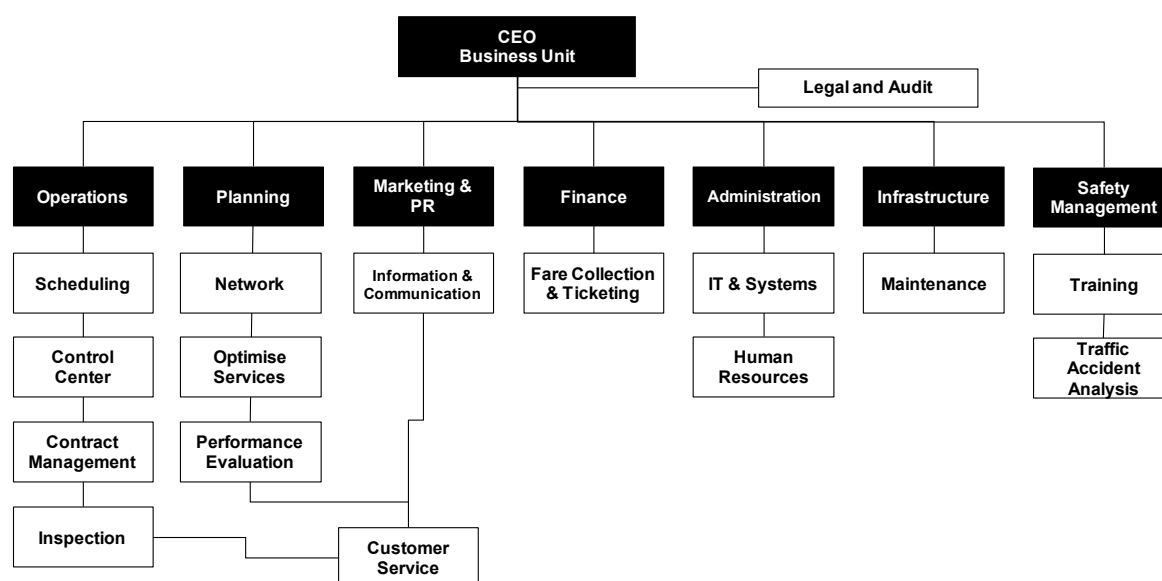 CEO
Business Unit
Legal and Audit
Operations
Planning
Marketing &
PR
Finance
Administration
Infrastructure
Safety
Management
Scheduling
Network
Information &
Communication
Fare Collection
& Ticketing
IT & Systems
Maintenance
Training
Control
Center
Optimise
Services
Human
Resources
Traffic
Accident
Analysis
Contract
Management
Performance
Evaluation
Inspection
Customer
Service